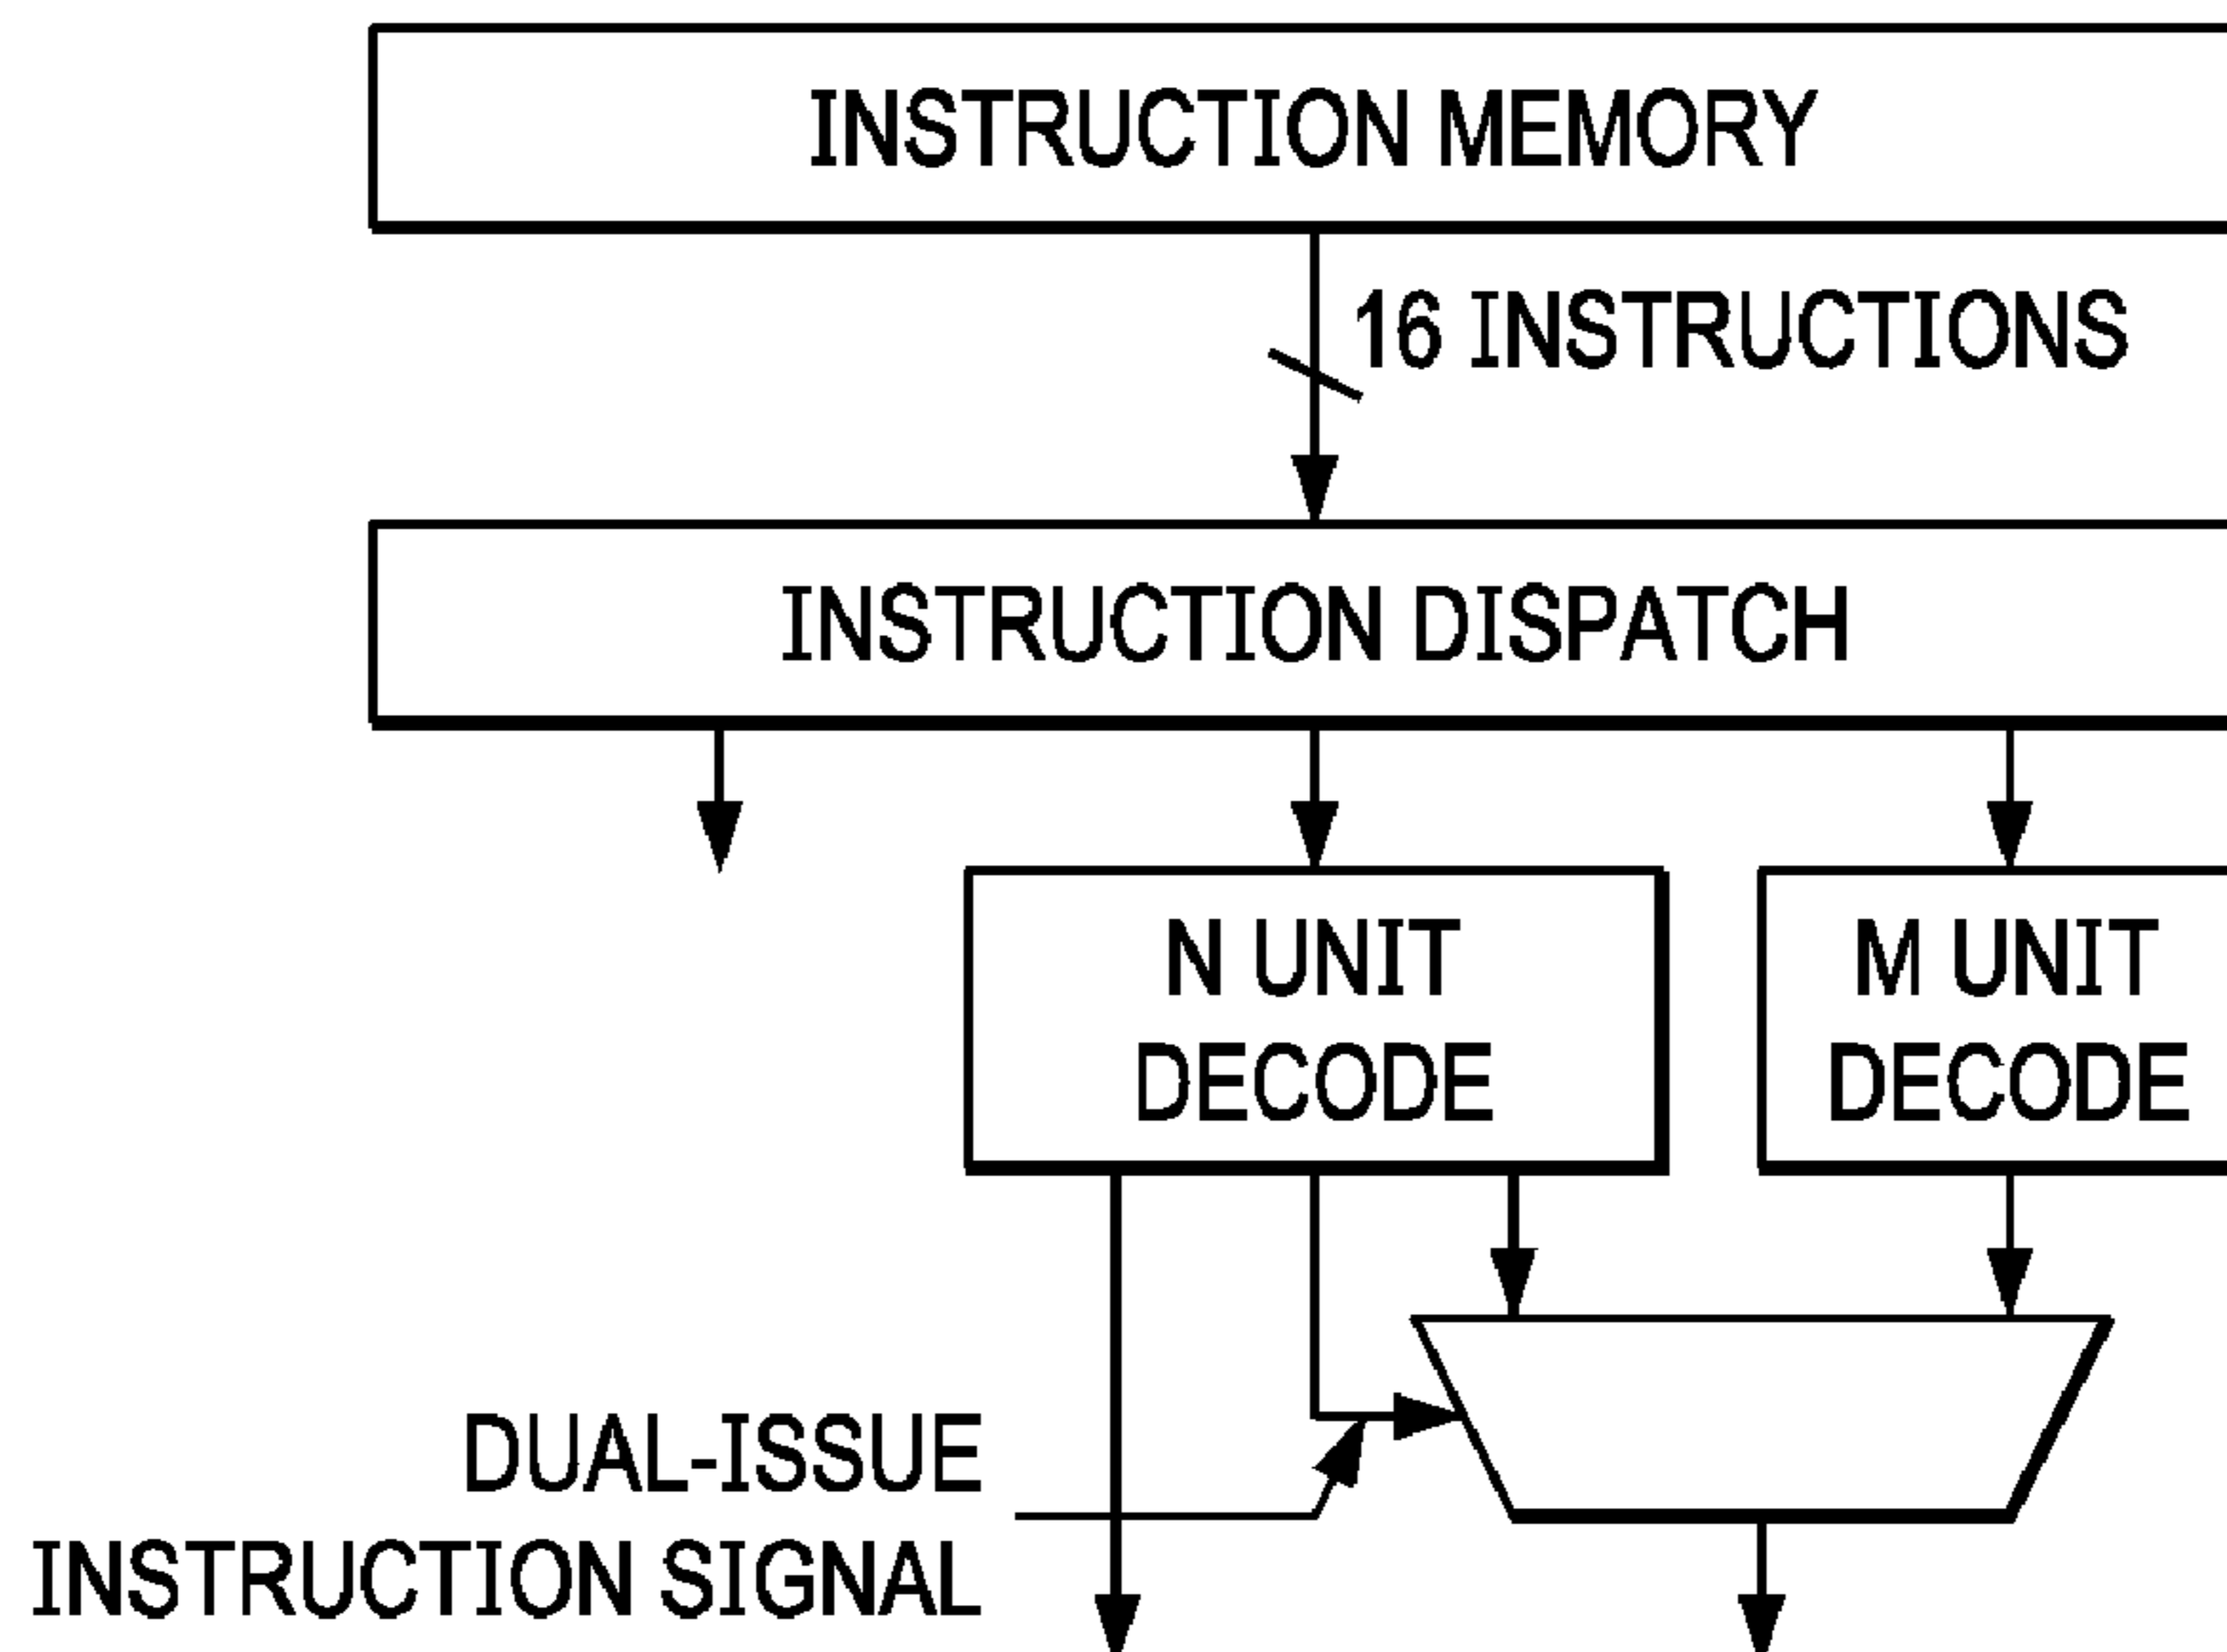 INSTRUCTION MEMORY
16 INSTRUCTIONS
INSTRUCTION DISPATCH
N UNIT
DECODE
M UNIT
DECODE
DUAL-ISSUE
INSTRUCTION SIGNAL